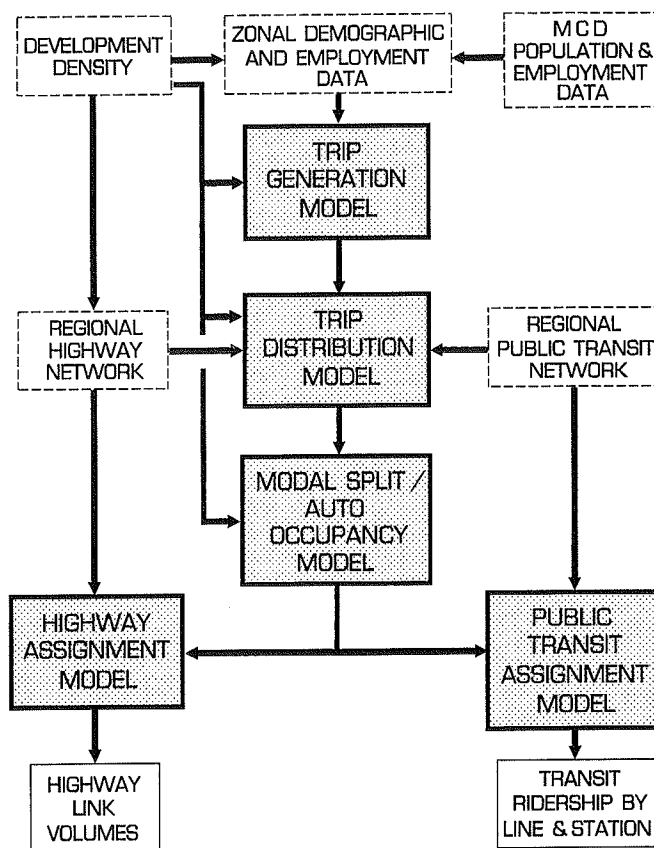 DEVELOPMENT
DENSITY
ZONAL DEMOGRAPHIC
AND EMPLOYMENT
DATA
MCD
POPULATION &
EMPLOYMENT
DATA
TRIP
GENERATION
MODEL
REGIONAL
HIGHWAY
NETWORK
TRIP
DISTRIBUTION
MODEL
REGIONAL
PUBLIC TRANSIT
NETWORK
MODAL SPLIT /
AUTO
OCCUPANCY
MODEL
HIGHWAY
ASSIGNMENT
MODEL
PUBLIC
TRANSIT
ASSIGNMENT
MODEL
HIGHWAY
LINK
VOLUMES
TRANSIT
RIDERSHIP BY
LINE & STATION